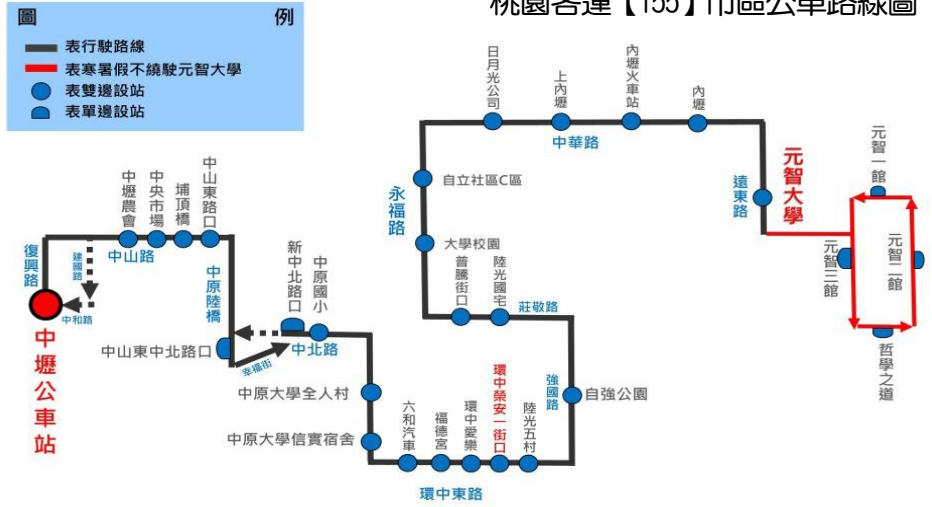 桃園客運【155】市區公車路線圖
圖 例
表行駛路線
表寒暑假不繞駛元智大學
表雙邊設站
表單邊設站
日月光公司
上內壢
內壢火車站
內壢
中華路
元智一館
元智大學
遠東路
元智三館
元智二館
哲學之道
自立社區C區
永福路
大學校園
普騰街口
陸光國宅
莊敬路
中壢農會
中央市場
埔頂橋
中山東路口
復興路
建國路
中山路
中和路
中壢公車站
中原陸橋
新中北路口
中原國小
中山東中北路口
幸福街
中北路
中原大學全人村
中原大學信實宿舍
六和汽車
福德宮
環中愛樂
環中榮安一街口
陸光五村
強國路
自強公園
環中東路